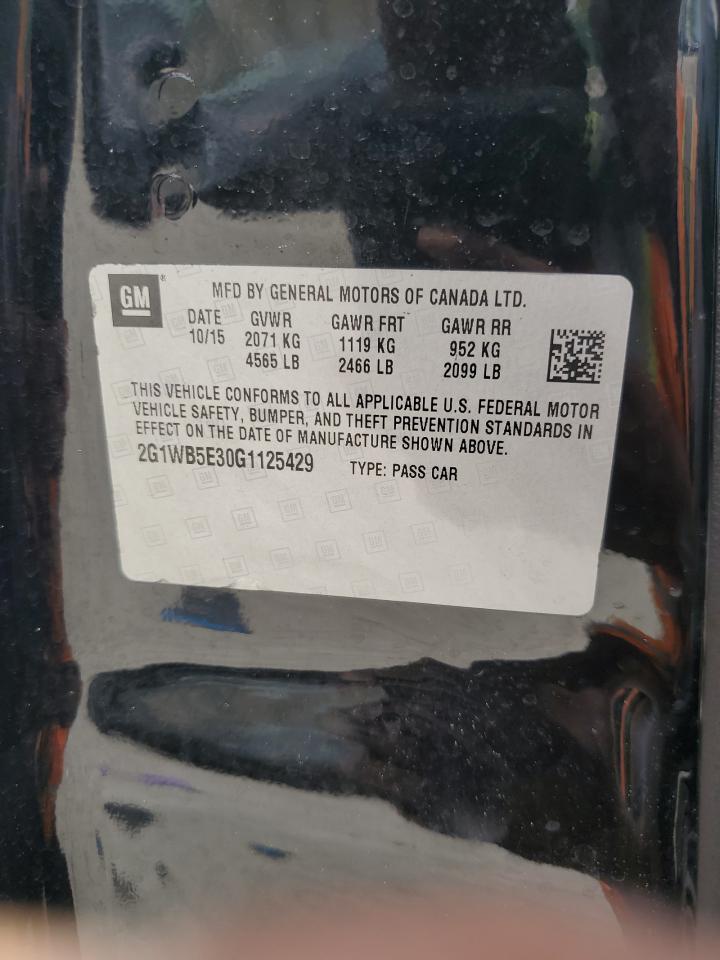 GM®
MFD BY GENERAL MOTORS OF CANADA LTD.
DATE GVWR GAWR FRT GAWR RR
10/15 2071 KG 1119 KG 952 KG
4565 LB 2466 LB 2099 LB
THIS VEHICLE CONFORMS TO ALL APPLICABLE U.S. FEDERAL MOTOR
VEHICLE SAFETY, BUMPER, AND THEFT PREVENTION STANDARDS IN
EFFECT ON THE DATE OF MANUFACTURE SHOWN ABOVE.
2G1WB5E30G1125429 TYPE: PASS CAR